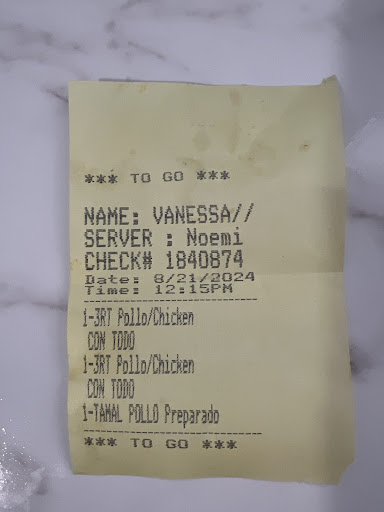 *** TO GO ***
NAME: VANESSA//
SERVER : Noemi
CHECK# 1840874
Date: 8/21/2024
Time: 12:15PM
------------------------------
1-3RT Pollo/Chicken
CON TODO
1-3RT Pollo/Chicken
CON TODO
1-TAMAL POLLO Preparado
------------------------------
*** TO GO ***